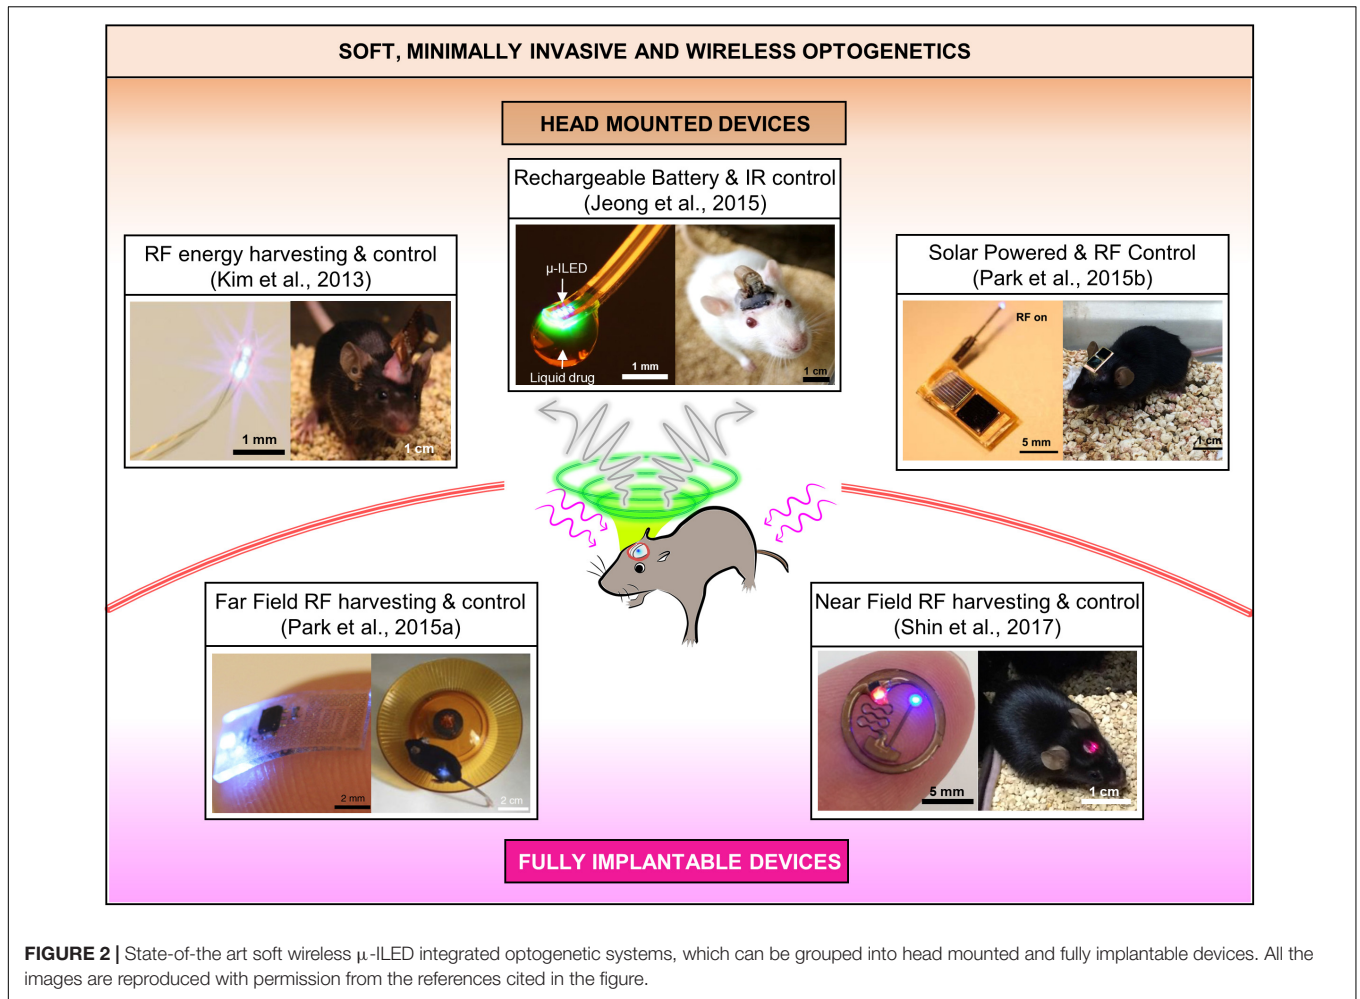 SOFT, MINIMALLY INVASIVE AND WIRELESS OPTOGENETICS
HEAD MOUNTED DEVICES
Rechargeable Battery & IR control
(Jeong et al., 2015)
μ-ILED
Liquid drug
1 mm
1 cm
RF energy harvesting & control
(Kim et al., 2013)
1 mm
1 cm
Solar Powered & RF Control
(Park et al., 2015b)
RF on
5 mm
1 cm
Far Field RF harvesting & control
(Park et al., 2015a)
2 mm
2 cm
Near Field RF harvesting & control
(Shin et al., 2017)
5 mm
1 cm
FULLY IMPLANTABLE DEVICES
FIGURE 2 | State-of-the art soft wireless μ-ILED integrated optogenetic systems, which can be grouped into head mounted and fully implantable devices. All the
images are reproduced with permission from the references cited in the figure.